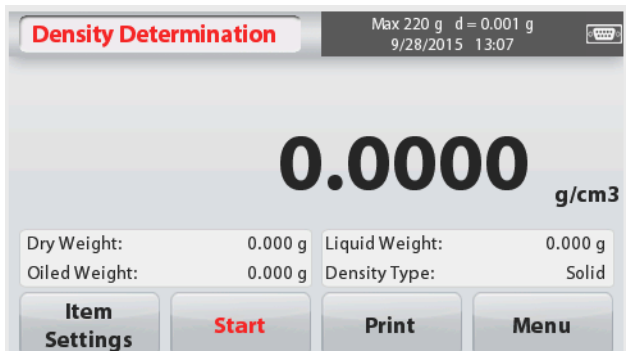 Density Determination
Max 220 g d = 0.001 g
9/28/2015 13:07
0.0000
g/cm3
Dry Weight: 0.000 g Liquid Weight: 0.000 g
Oiled Weight: 0.000 g Density Type: Solid
Item
Settings
Start
Print
Menu